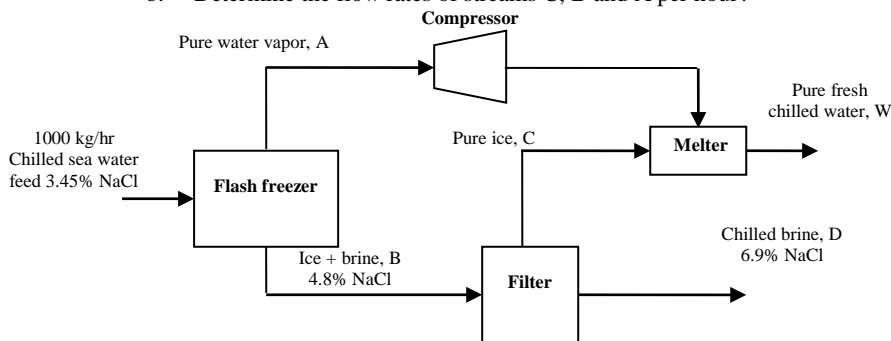 Determine the flow rates of streams C, B and A per hour?
Compressor
Pure water vapor, A
Pure fresh
chilled water, W
1000 kg/hr
Chilled sea water
feed 3.45% NaCl
Pure ice, C
Melter
Flash freezer
Chilled brine, D
6.9% NaCl
Ice + brine, B
4.8% NaCl
Filter